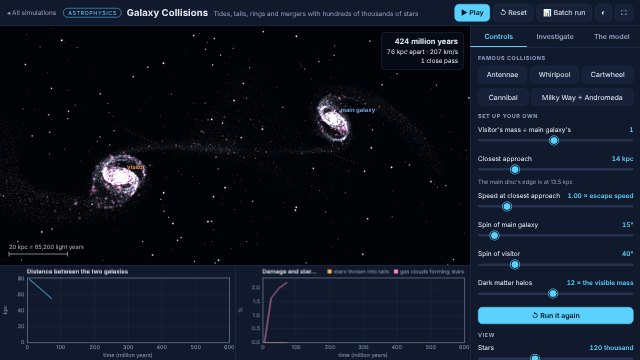 ◂ All simulations
ASTROPHYSICS
Galaxy Collisions
Tides, tails, rings and mergers with hundreds of thousands of stars
▶ Play
↺ Reset
Batch run
424 million years
76 kpc apart · 207 km/s
1 close pass
main galaxy
visitor
20 kpc = 65,200 light years
Distance between the two galaxies
80
60
40
20
0
kpc
0
100
200
300
400
500
600
time (million years)
Damage and star…
stars thrown into tails
gas clouds forming stars
2.0
1.5
1.0
0.5
0.0
%
0
100
200
300
400
500
600
time (million years)
Controls
Investigate
The model
FAMOUS COLLISIONS
Antennae
Whirlpool
Cartwheel
Cannibal
Milky Way + Andromeda
SET UP YOUR OWN
Visitor's mass ÷ main galaxy's 1
Closest approach 14 kpc
The main disc's edge is at 13.5 kpc
Speed at closest approach 1.00 × escape speed
Spin of main galaxy 15°
Spin of visitor 40°
Dark matter halos 12 × the visible mass
↺ Run it again
VIEW
Stars 120 thousand